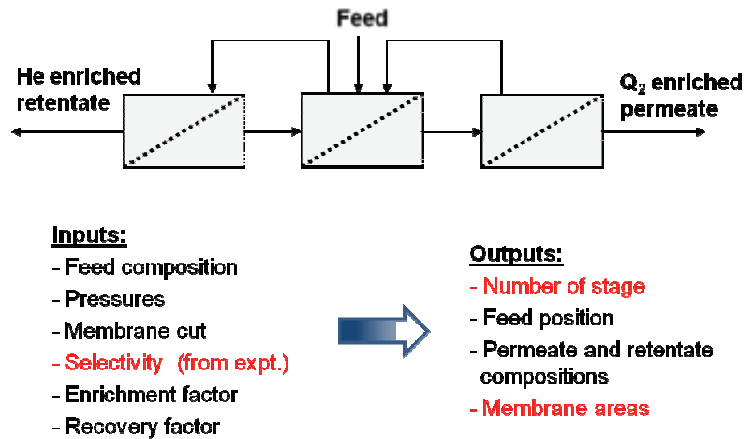 Feed
He enriched
retentate
Q₂ enriched
permeate
Inputs:
- Feed composition
- Pressures
- Membrane cut
- Selectivity (from expt.)
- Enrichment factor
- Recovery factor
Outputs:
- Number of stage
- Feed position
- Permeate and retentate
compositions
- Membrane areas